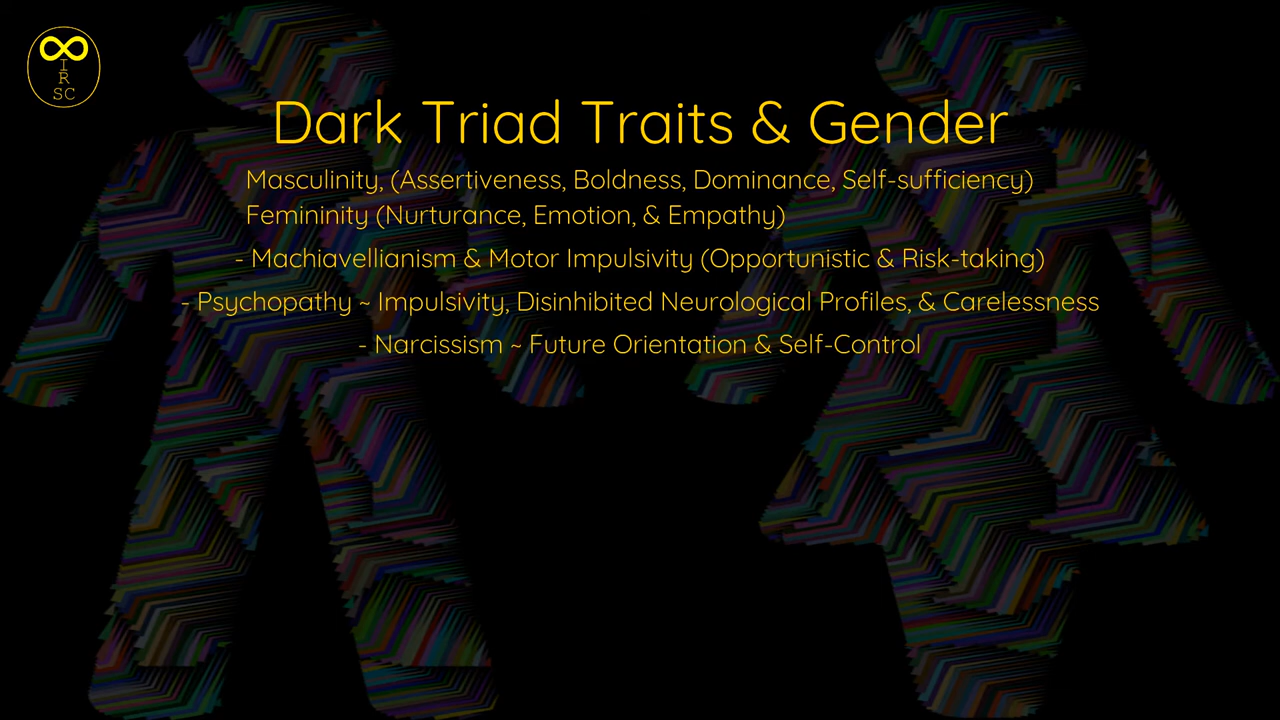 ∞
I
R
SC
Dark Triad Traits & Gender
Masculinity, (Assertiveness, Boldness, Dominance, Self-sufficiency)
Femininity (Nurturance, Emotion, & Empathy)
- Machiavellianism & Motor Impulsivity (Opportunistic & Risk-taking)
- Psychopathy ~ Impulsivity, Disinhibited Neurological Profiles, & Carelessness
- Narcissism ~ Future Orientation & Self-Control